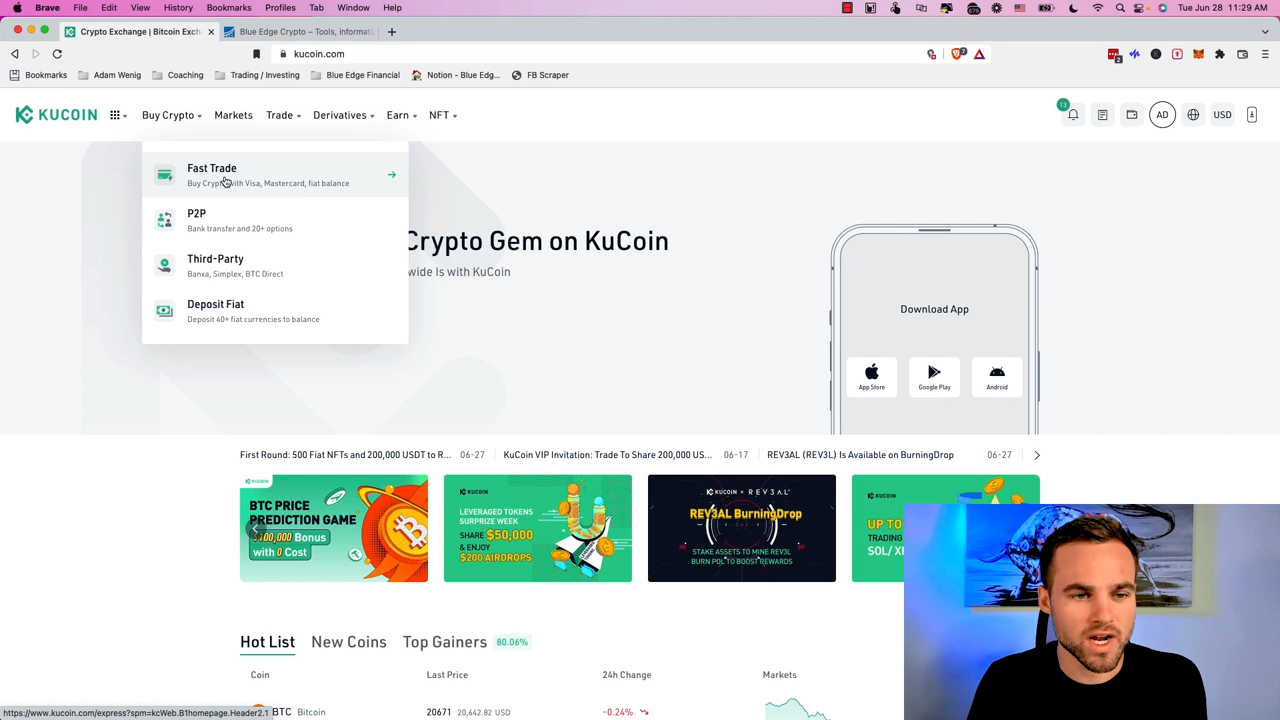 Brave File Edit View History Bookmarks Profiles Tab Window Help
Tue Jun 28 11:29 AM
Crypto Exchange | Bitcoin Exc
Blue Edge Crypto – Tools, informati
kucoin.com
Bookmarks Adam Wenig Coaching Trading / Investing Blue Edge Financial Notion - Blue Edg... FB Scraper
KUCOIN Buy Crypto Markets Trade Derivatives Earn NFT 13 AD USD
Fast Trade
Buy Crypto with Visa, Mastercard, fiat balance
P2P
Bank transfer and 20+ options
Third-Party
Banxa, Simplex, BTC Direct
Deposit Fiat
Deposit 40+ fiat currencies to balance
Crypto Gem on KuCoin
wide Is with KuCoin
Download App
App Store Google Play Android
First Round: 500 Fiat NFTs and 200,000 USDT to R... 06-27 KuCoin VIP Invitation: Trade To Share 200,000 US... 06-17 REV3AL (REV3L) Is Available on BurningDrop 06-27
KUCOIN
BTC PRICE
PREDICTION GAME
$100,000 Bonus
with 0 Cost
KUCOIN
LEVERAGED TOKENS
SURPRIZE WEEK
SHARE $50,000
& ENJOY
$200 AIRDROPS
KUCOIN × REV3AL
REV3AL BurningDrop
STAKE ASSETS TO MINE REV3L
BURN POL TO BOOST REWARDS
KUCOIN
UP TO
TRADING
SOL/ X
Hot List New Coins Top Gainers 80.06%
Coin Last Price 24h Change Markets
BTC Bitcoin 20671 20,642.82 USD -0.24%
https://www.kucoin.com/express?spm=kcWeb.B1homepage.Header2.1